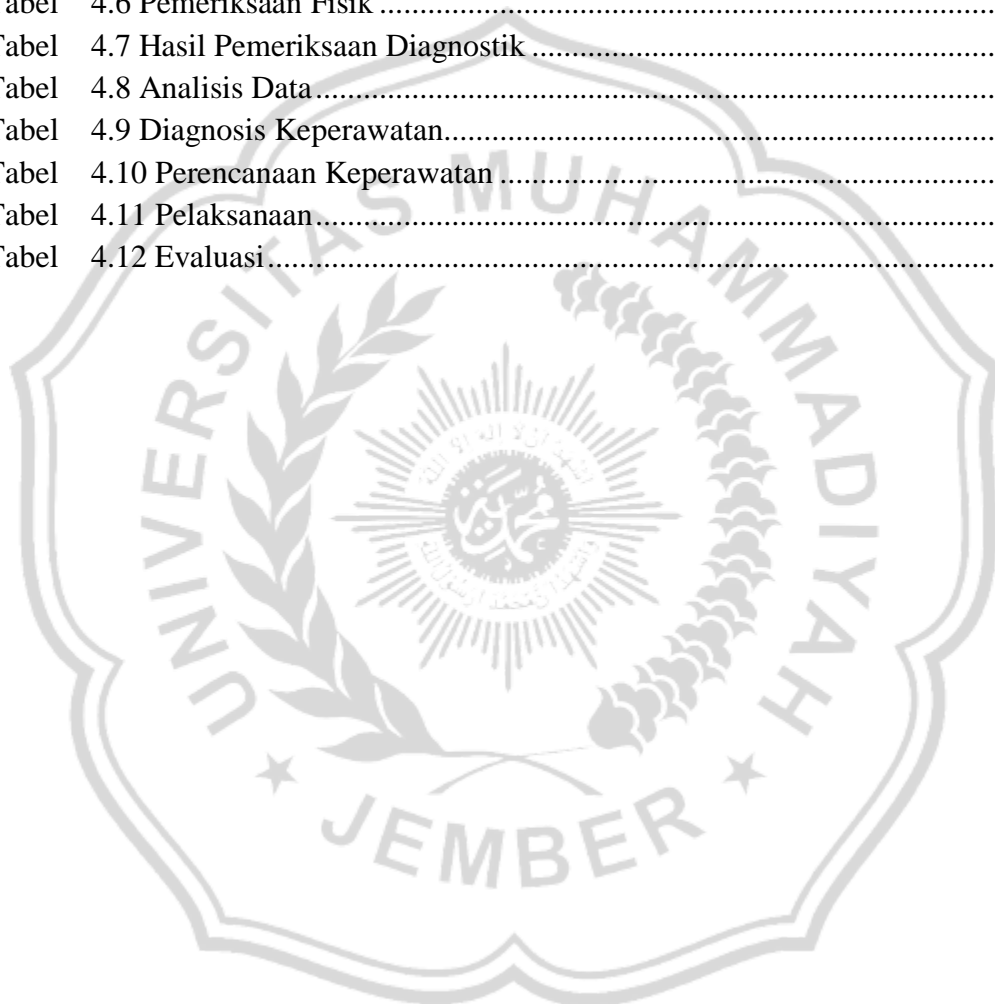 Tabel 4.6 Pemeriksaan Fisik ...........................................................................
Tabel 4.7 Hasil Pemeriksaan Diagnostik .........................................................
Tabel 4.8 Analisis Data....................................................................................
Tabel 4.9 Diagnosis Keperawatan....................................................................
Tabel 4.10 Perencanaan Keperawatan .............................................................
Tabel 4.11 Pelaksanaan....................................................................................
Tabel 4.12 Evaluasi..........................................................................................
UNIVERSITAS MUHAMMADIYAH
JEMBER